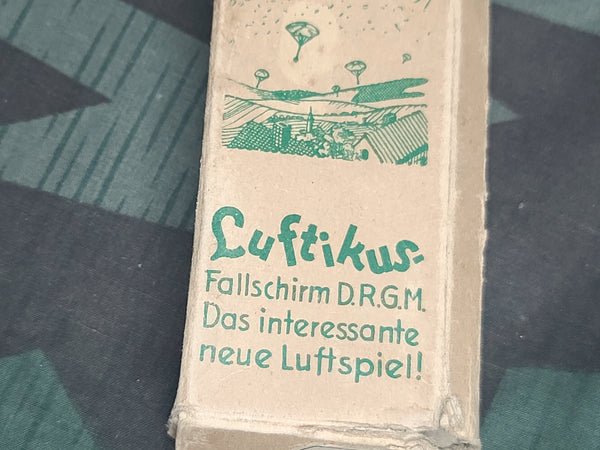 Luftikus-
Fallschirm D.R.G.M.
Das interessante
neue Luftspiel!